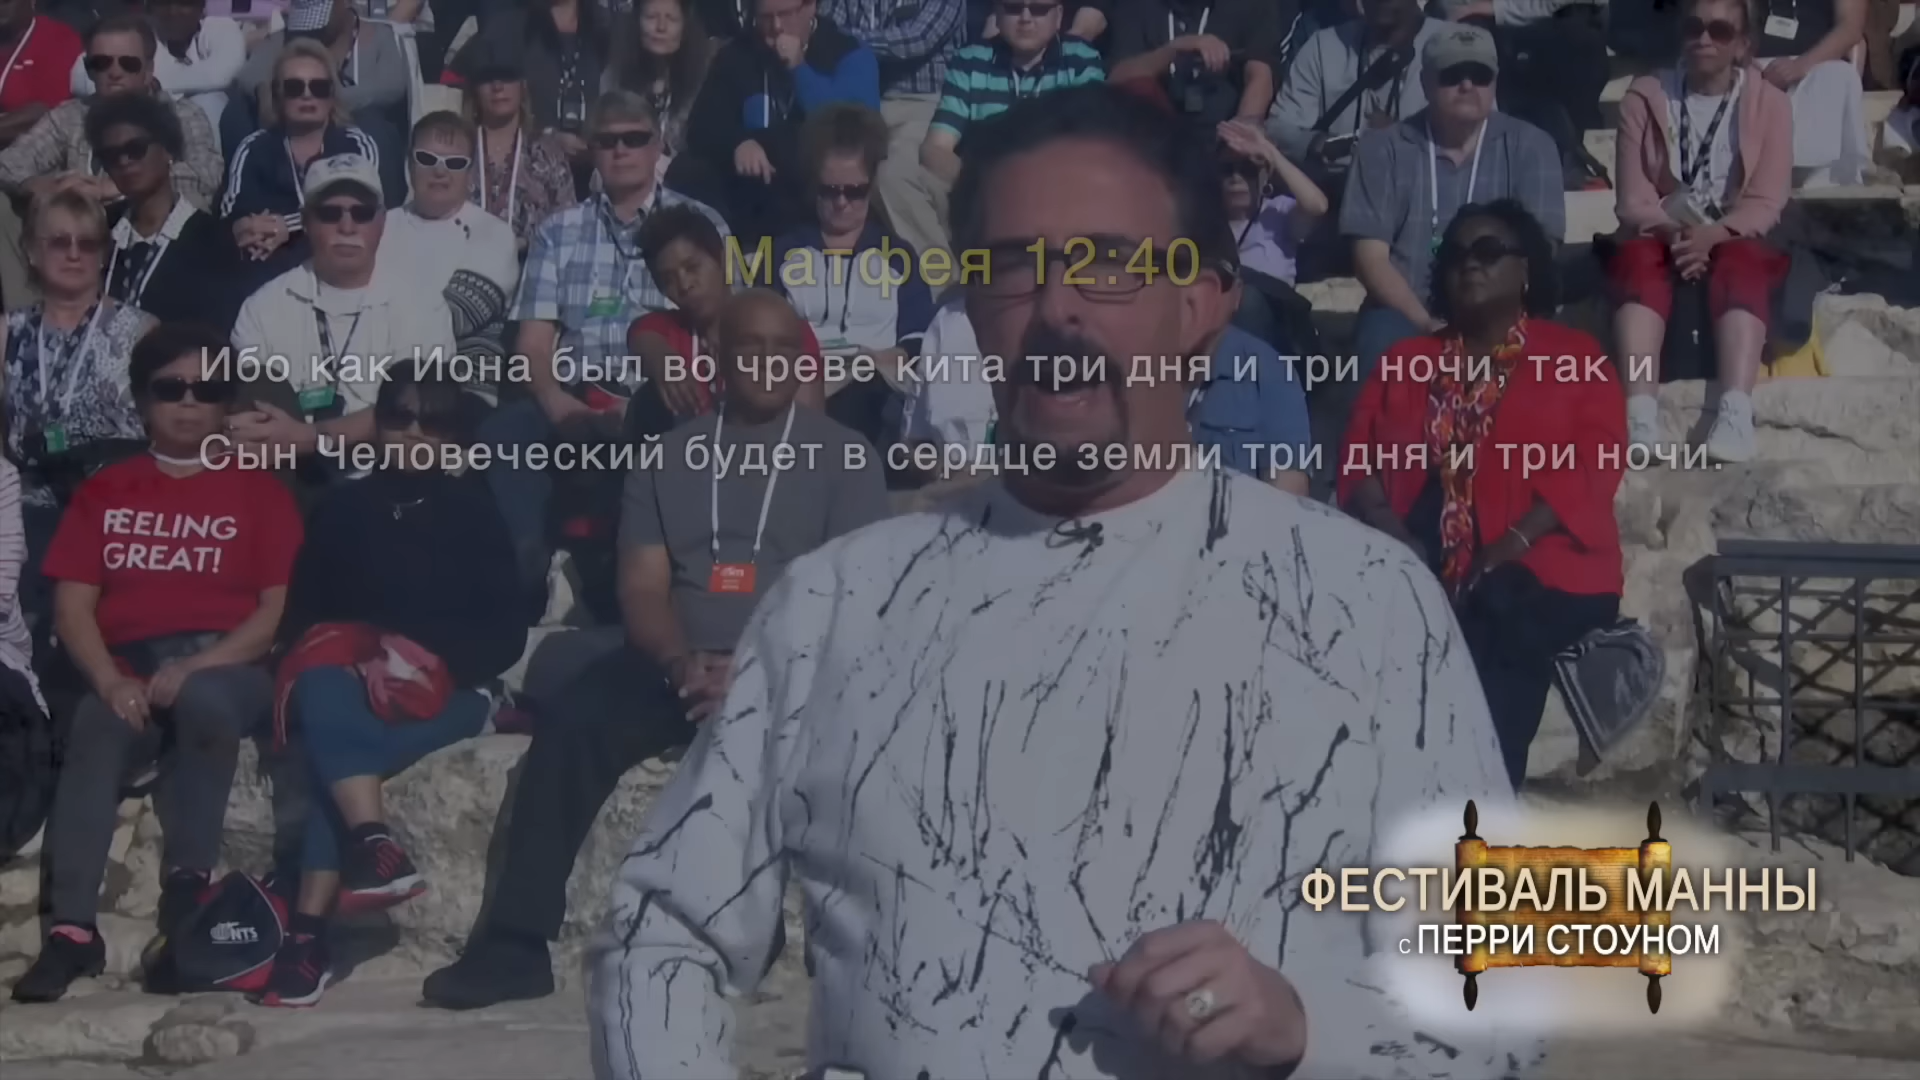 Матфея 12:40
Ибо как Иона был во чреве кита три дня и три ночи, так и
Сын Человеческий будет в сердце земли три дня и три ночи.
FEELING
GREAT!
NTS
ФЕСТИВАЛЬ МАННЫ
с ПЕРРИ СТОУНОМ